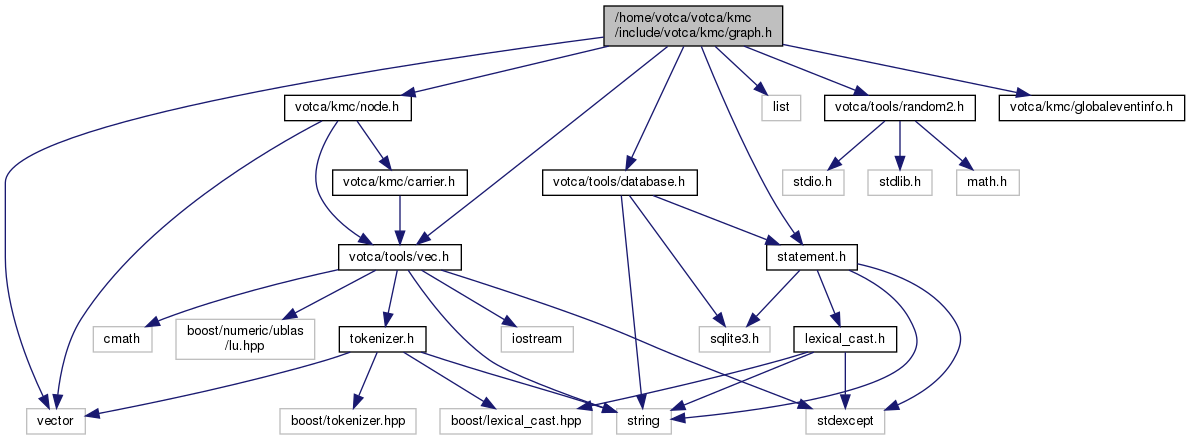 /home/votca/votca/kmc
/include/votca/kmc/graph.h
votca/kmc/node.h
list
votca/tools/random2.h
votca/kmc/globaleventinfo.h
votca/kmc/carrier.h
votca/tools/database.h
stdio.h
stdlib.h
math.h
votca/tools/vec.h
statement.h
cmath
boost/numeric/ublas
/lu.hpp
tokenizer.h
iostream
sqlite3.h
lexical_cast.h
vector
boost/tokenizer.hpp
boost/lexical_cast.hpp
string
stdexcept